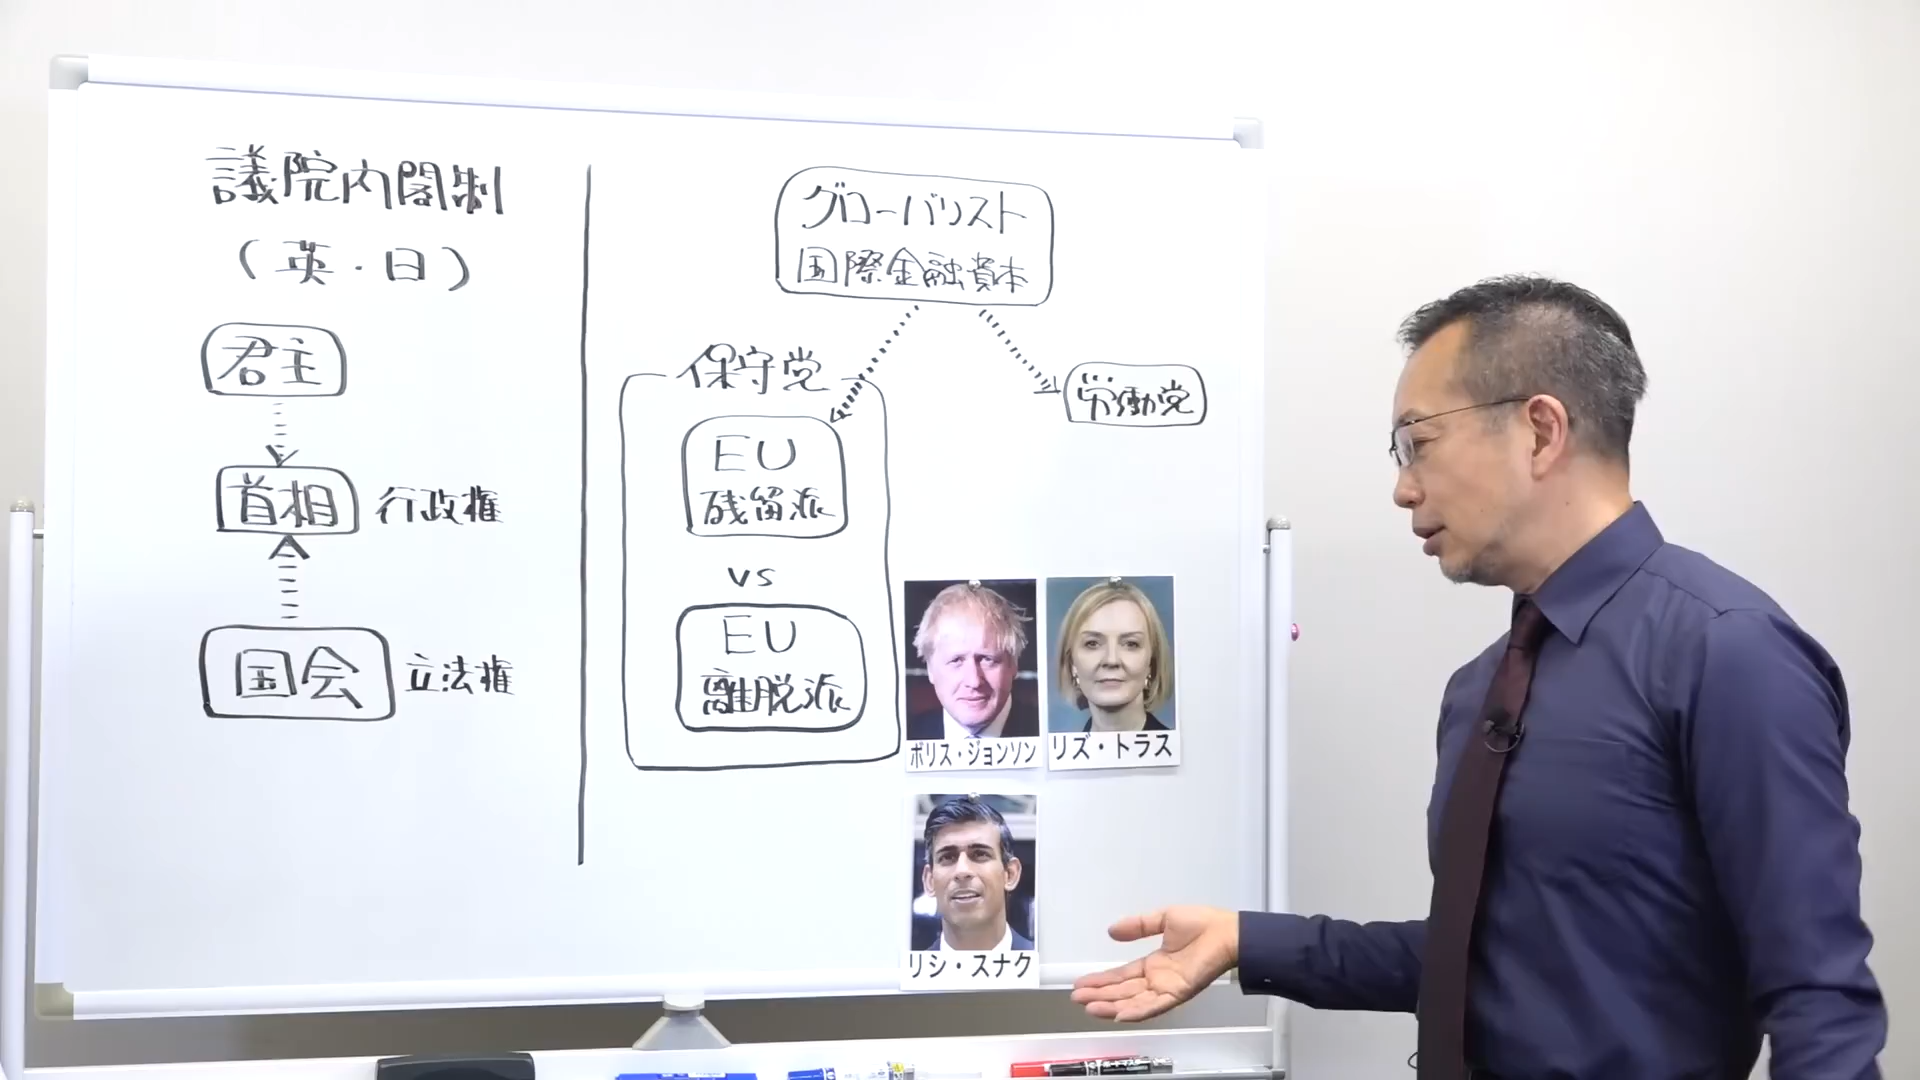 議院内閣制
（英・日）
君主
首相 行政権
国会 立法権
グローバリスト
国際金融資本
保守党
労働党
EU
残留派
vs
EU
離脱派
ボリス・ジョンソン
リズ・トラス
リシ・スナク